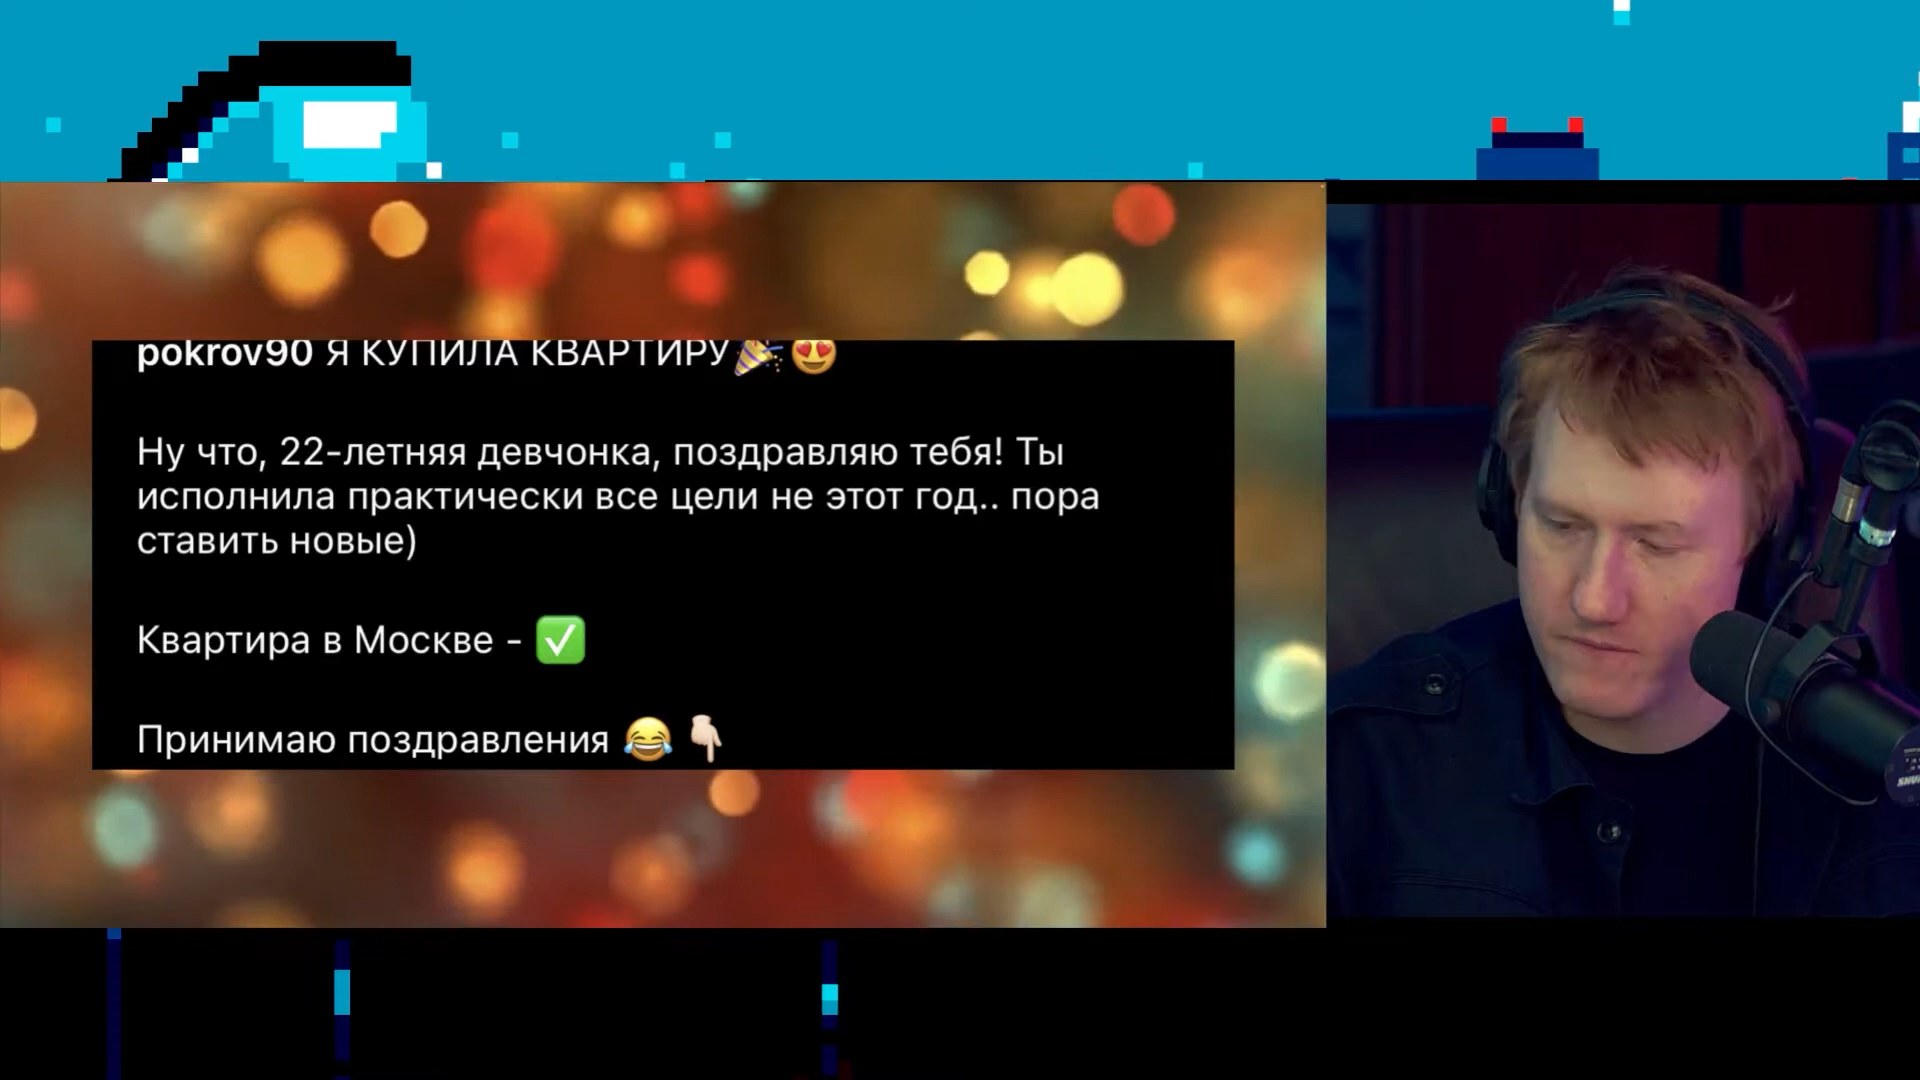 pokrov90 Я КУПИЛА КВАРТИРУ🎉😍
Ну что, 22-летняя девчонка, поздравляю тебя! Ты
исполнила практически все цели не этот год.. пора
ставить новые)
Квартира в Москве - ✅
Принимаю поздравления 😂 👇🏻